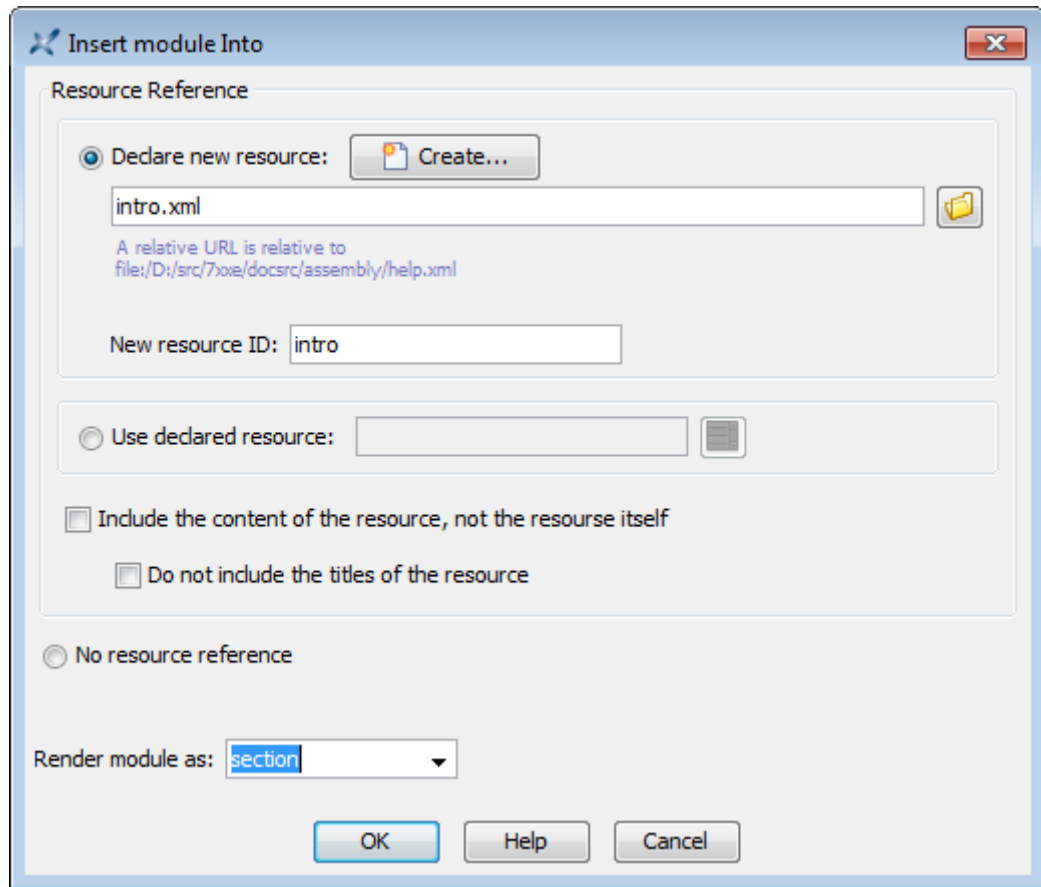 Insert module Into
Resource Reference
Declare new resource:
Create...
intro.xml
A relative URL is relative to
file:/D:/src/7xxe/docsrc/assembly/help.xml
New resource ID: intro
Use declared resource:
Include the content of the resource, not the resourse itself
Do not include the titles of the resource
No resource reference
Render module as: section
OK Help Cancel